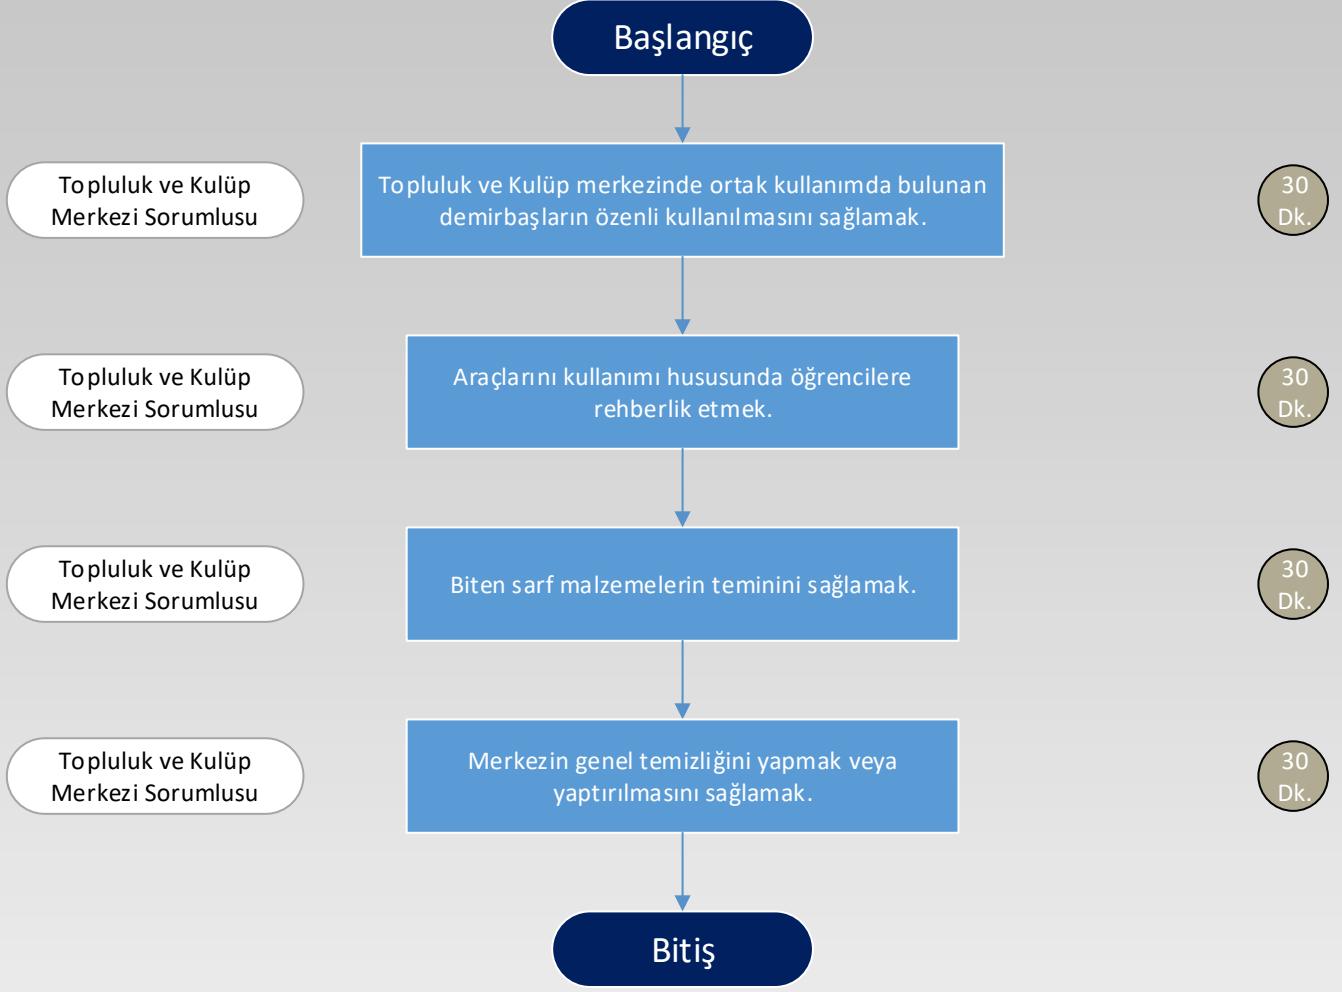 Başlangıç
Topluluk ve Kulüp
Merkezi Sorumlusu
Topluluk ve Kulüp merkezinde ortak kullanımda bulunan
demirbaşların özenli kullanılmasını sağlamak.
30
Dk.
Topluluk ve Kulüp
Merkezi Sorumlusu
Araçlarını kullanımı hususunda öğrencilere
rehberlik etmek.
30
Dk.
Topluluk ve Kulüp
Merkezi Sorumlusu
Biten sarf malzemelerin teminini sağlamak.
30
Dk.
Topluluk ve Kulüp
Merkezi Sorumlusu
Merkezin genel temizliğini yapmak veya
yaptırılmasını sağlamak.
30
Dk.
Bitiş